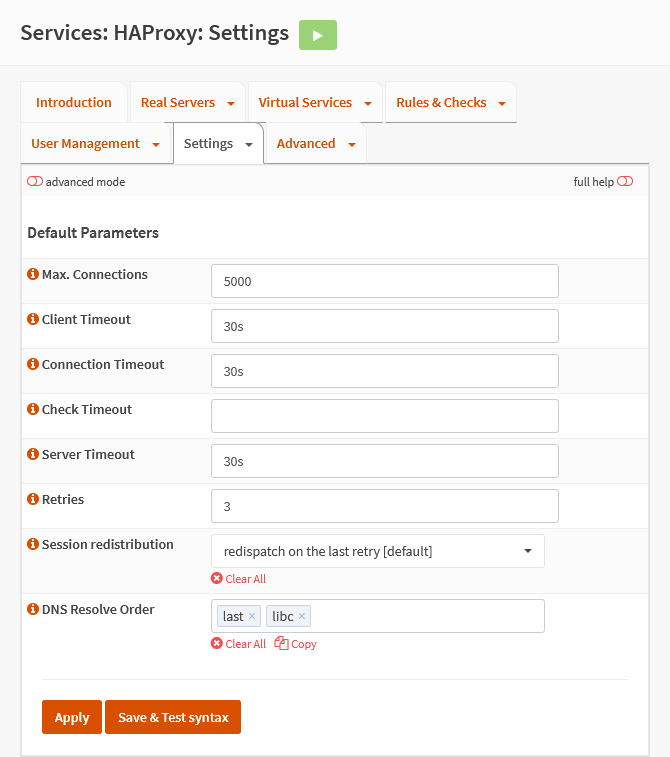 Services: HAProxy: Settings
Introduction
Real Servers
Virtual Services
Rules & Checks
User Management
Settings
Advanced
advanced mode
full help
Default Parameters
Max. Connections
5000
Client Timeout
30s
Connection Timeout
30s
Check Timeout
Server Timeout
30s
Retries
3
Session redistribution
redispatch on the last retry [default]
Clear All
DNS Resolve Order
last × libc ×
Clear All Copy
Apply
Save & Test syntax